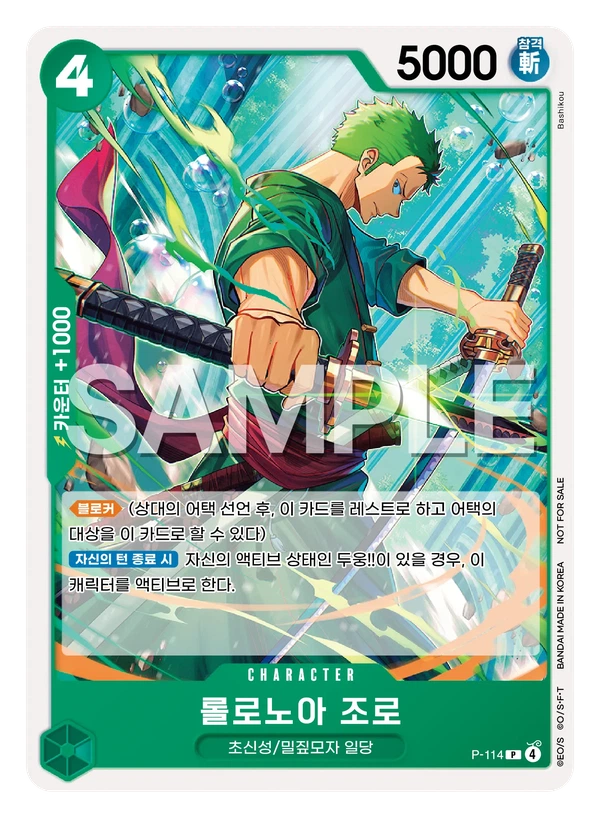 4
5000
참격
斬
Bashikou
카운터 +1000
SAMPLE
블로커 (상대의 어택 선언 후, 이 카드를 레스트로 하고 어택의
대상을 이 카드로 할 수 있다)
자신의 턴 종료 시 자신의 액티브 상태인 두웅!!이 있을 경우, 이
캐릭터를 액티브로 한다.
CHARACTER
롤로노아 조로
초신성/밀짚모자 일당
P-114 P 4
©EO/S ©O/S·F·T BANDAI MADE IN KOREA NOT FOR SALE